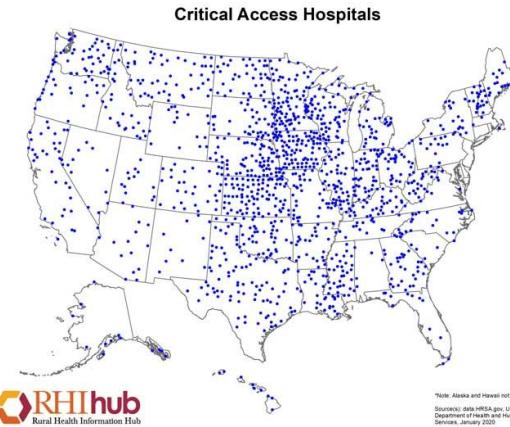 Critical Access Hospitals
RHIhub
Rural Health Information Hub
*Note: Alaska and Hawaii not
Source(s): data.HRSA.gov, U
Department of Health and Hu
Services, January 2020